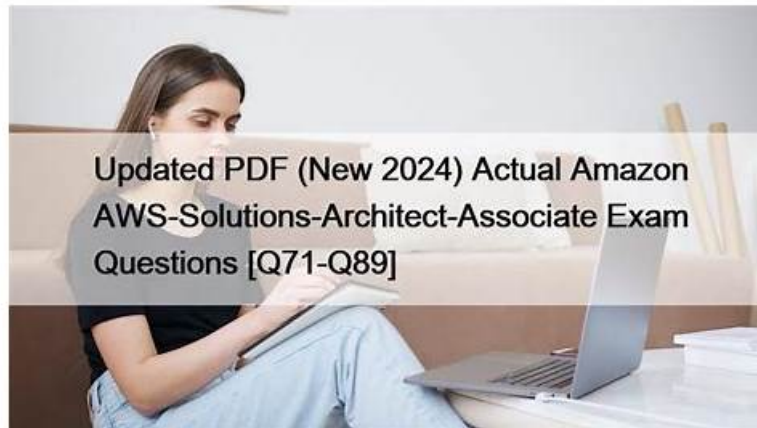 Updated PDF (New 2024) Actual Amazon
AWS-Solutions-Architect-Associate Exam
Questions [Q71-Q89]